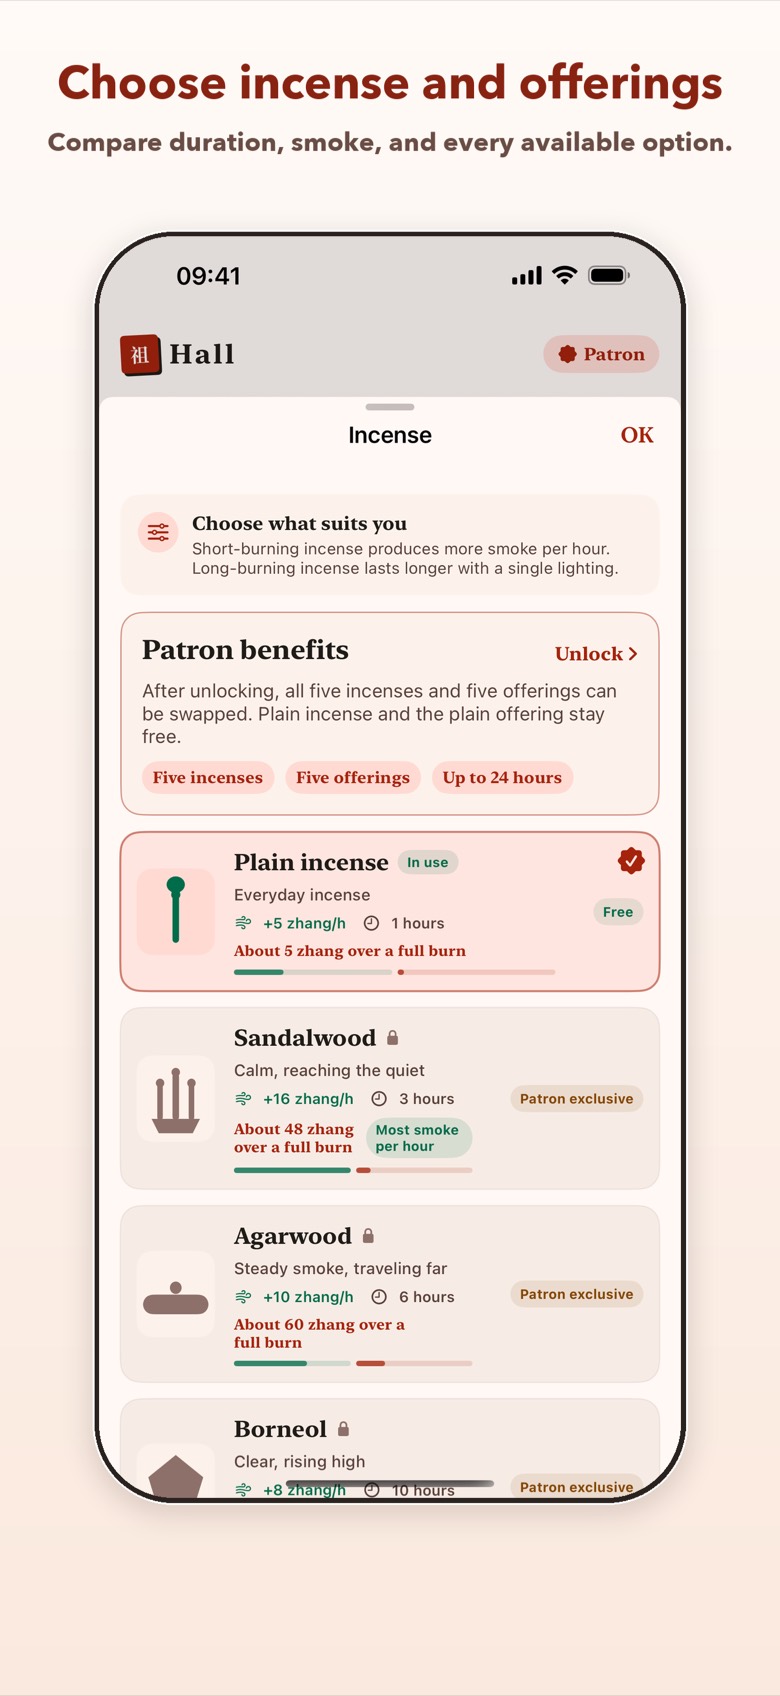 Choose incense and offerings
Compare duration, smoke, and every available option.
09:41
祖 Hall
Patron
Incense
OK
Choose what suits you
Short-burning incense produces more smoke per hour.
Long-burning incense lasts longer with a single lighting.
Patron benefits
Unlock
After unlocking, all five incenses and five offerings can
be swapped. Plain incense and the plain offering stay
free.
Five incenses
Five offerings
Up to 24 hours
Plain incense
In use
Everyday incense
+5 zhang/h
1 hours
Free
About 5 zhang over a full burn
Sandalwood
Calm, reaching the quiet
+16 zhang/h
3 hours
Patron exclusive
About 48 zhang
over a full burn
Most smoke
per hour
Agarwood
Steady smoke, traveling far
+10 zhang/h
6 hours
Patron exclusive
About 60 zhang over a
full burn
Borneol
Clear, rising high
+8 zhang/h
10 hours
Patron exclusive